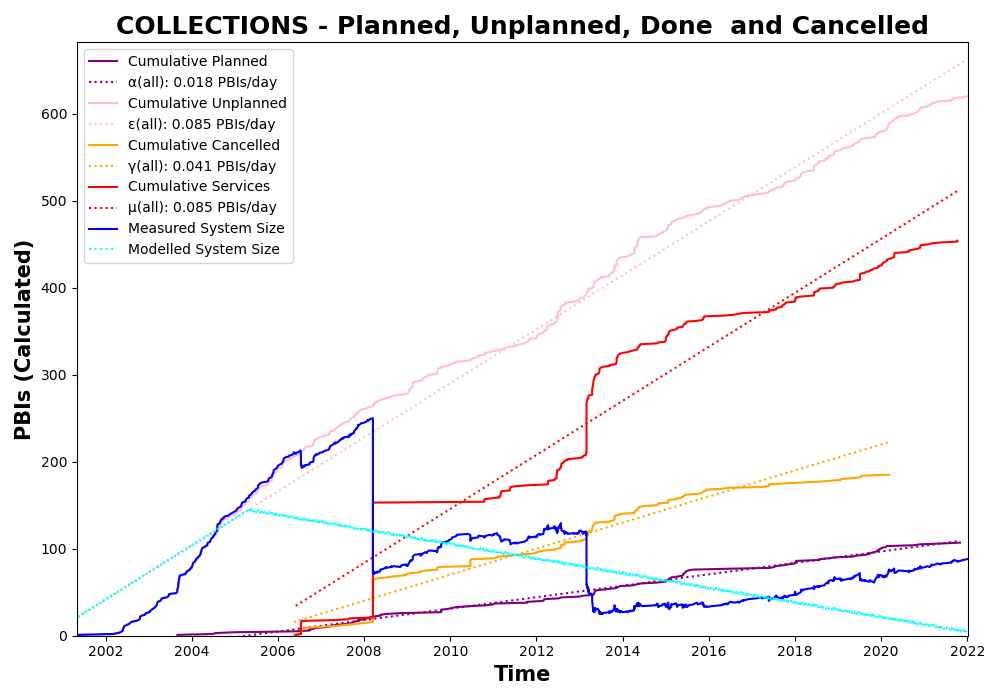 COLLECTIONS - Planned, Unplanned, Done  and Cancelled
Cumulative Planned
α(all): 0.018 PBIs/day
Cumulative Unplanned
ε(all): 0.085 PBIs/day
Cumulative Cancelled
γ(all): 0.041 PBIs/day
Cumulative Services
μ(all): 0.085 PBIs/day
Measured System Size
Modelled System Size
PBIs (Calculated)
600
500
400
300
200
100
0
2002 2004 2006 2008 2010 2012 2014 2016 2018 2020 2022
Time